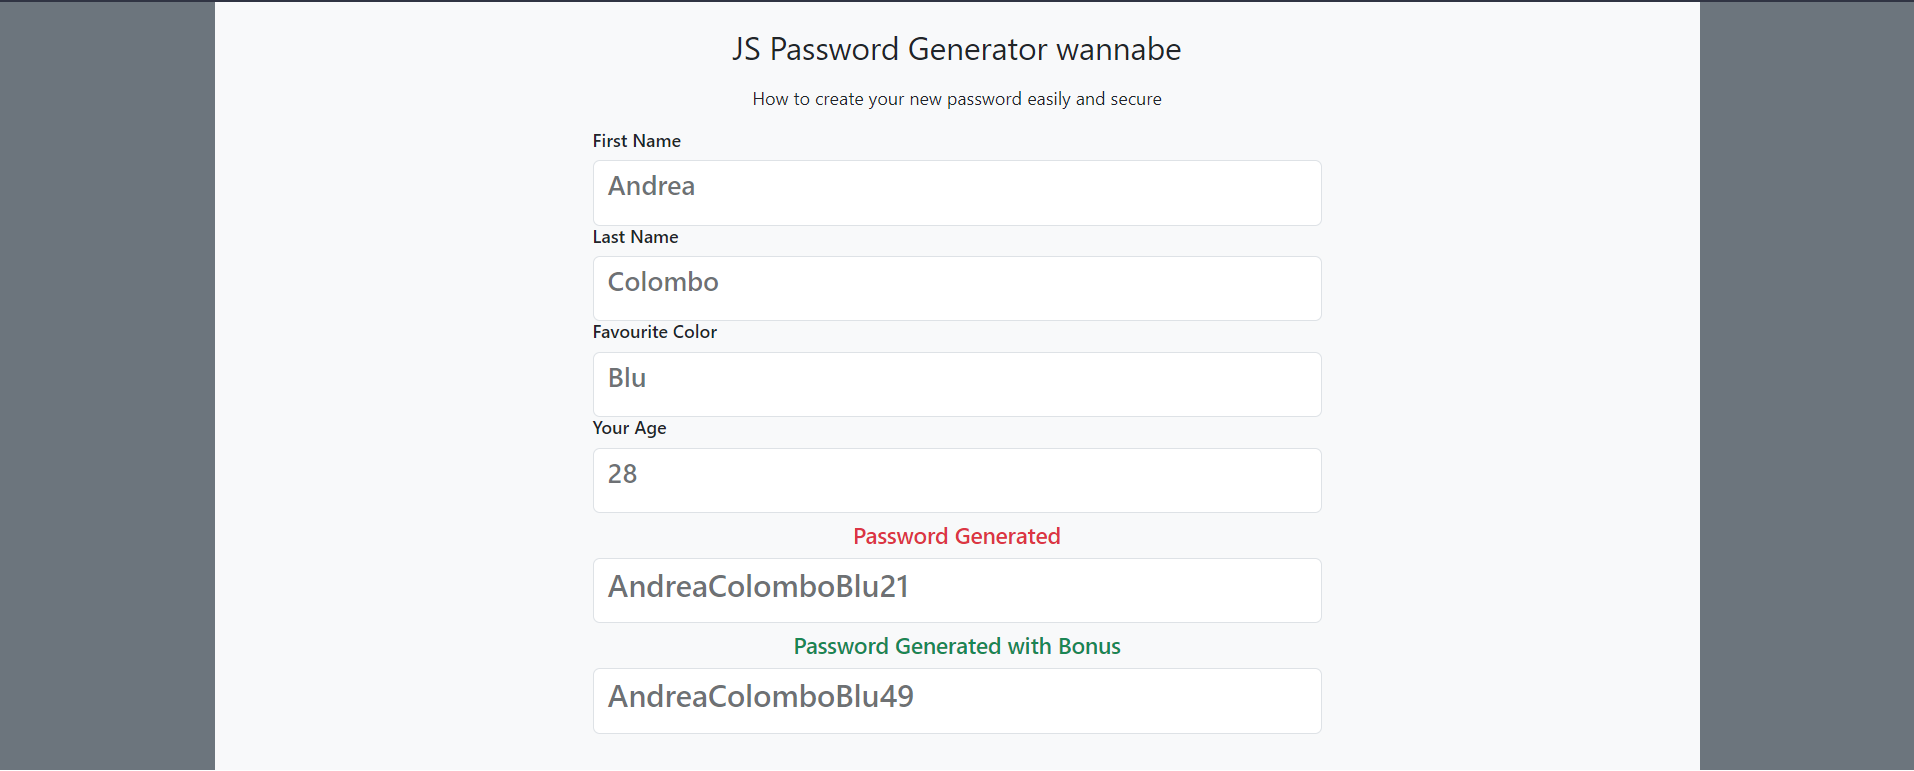 JS Password Generator wannabe
How to create your new password easily and secure
First Name
Andrea
Last Name
Colombo
Favourite Color
Blu
Your Age
28
Password Generated
AndreaColomboBlu21
Password Generated with Bonus
AndreaColomboBlu49